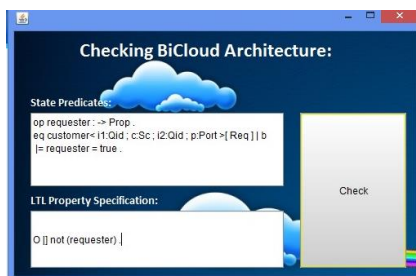 Checking BiCloud Architecture:
State Predicates:
op requester : -> Prop .
eq customer< i1:Qid ; c:Sc ; i2:Qid ; p:Port >[ Req ] | b
|= requester = true .
Check
LTL Property Specification:
O [] not (requester) .